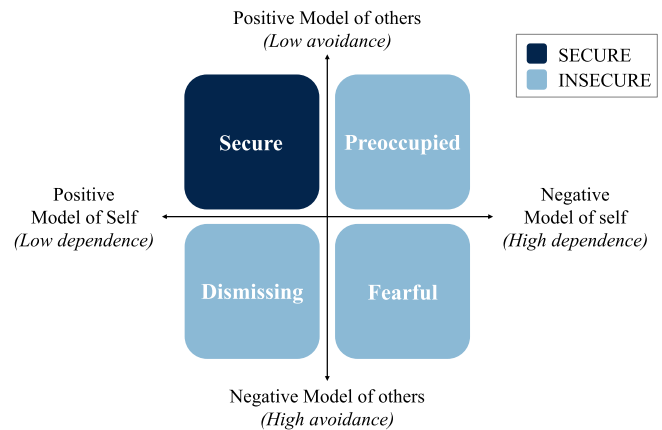 Positive Model of others
(Low avoidance)
SECURE
INSECURE
Secure
Preoccupied
Positive
Model of Self
(Low dependence)
Negative
Model of self
(High dependence)
Dismissing
Fearful
Negative Model of others
(High avoidance)